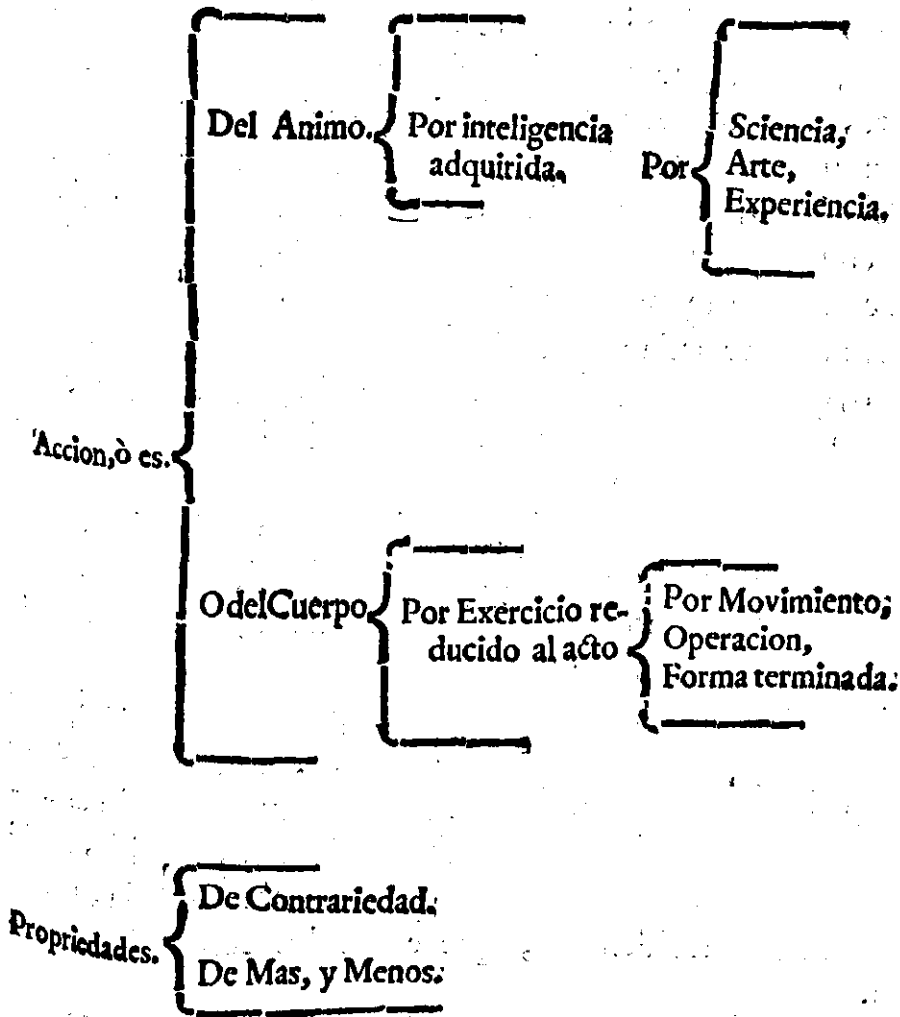 Del Animo.
Por inteligencia
adquirida.
Por
Sciencia,
Arte,
Experiencia.
Accion, ò es.
O del Cuerpo
Por Exercicio re-
ducido al acto
Por Movimiento;
Operacion,
Forma terminada.
Propriedades.
De Contrariedad.
De Mas, y Menos.